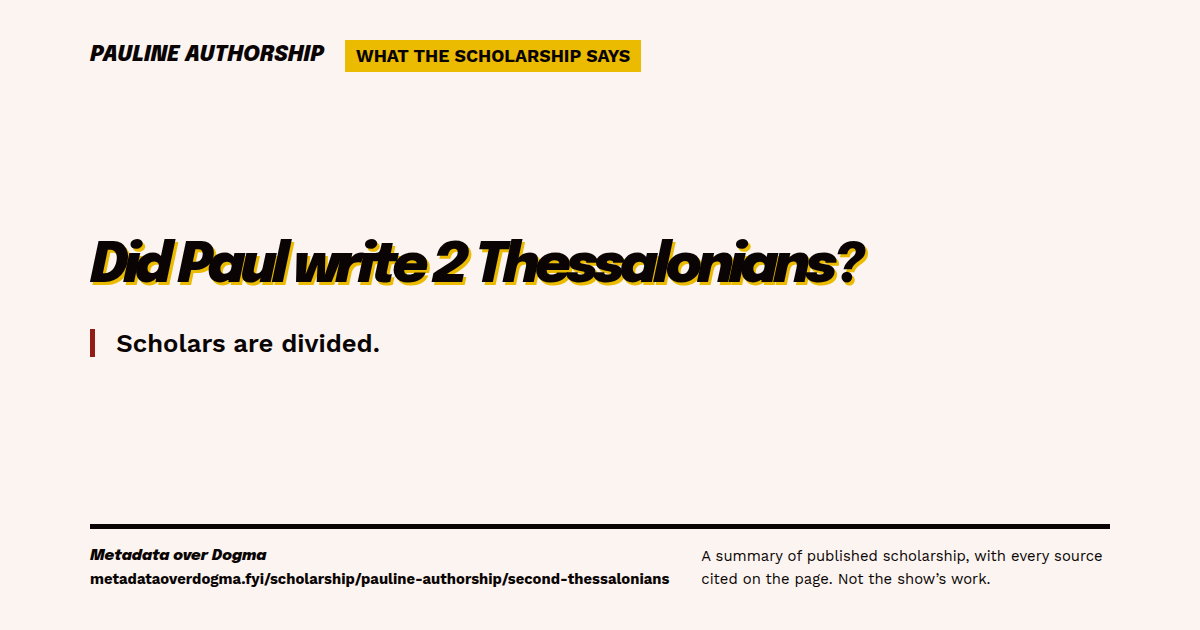 PAULINE AUTHORSHIP
WHAT THE SCHOLARSHIP SAYS
Did Paul write 2 Thessalonians?
Scholars are divided.
Metadata over Dogma
metadataoverdogma.fyi/scholarship/pauline-authorship/second-thessalonians
A summary of published scholarship, with every source
cited on the page. Not the show’s work.